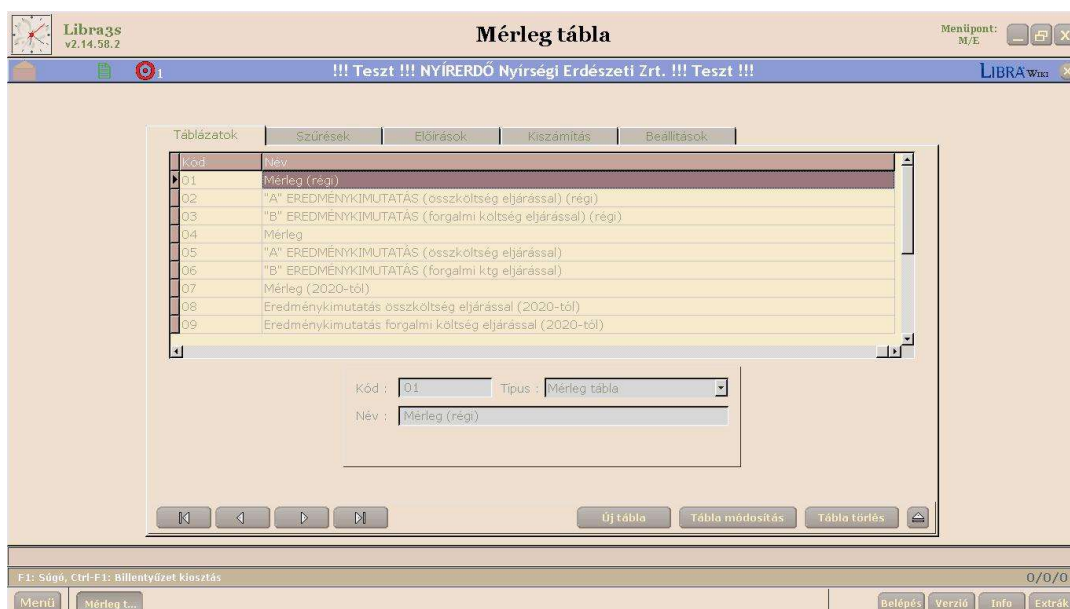 Libra3s
v2.14.58.2
Mérleg tábla
Menüpont:
M/E
1
!!! Teszt !!! NYÍRERDŐ Nyírségi Erdészeti Zrt. !!! Teszt !!!
LIBRA WIKI
Táblázatok Szűrések Előírások Kiszámítás Beállítások
Kód Név
01 Mérleg (régi)
02 "A" EREDMÉNYKIMUTATÁS (összköltség eljárással) (régi)
03 "B" EREDMÉNYKIMUTATÁS (forgalmi költség eljárással) (régi)
04 Mérleg
05 "A" EREDMÉNYKIMUTATÁS (összköltség eljárással)
06 "B" EREDMÉNYKIMUTATÁS (forgalmi ktg eljárással)
07 Mérleg (2020-tól)
08 Eredménykimutatás összköltség eljárással (2020-tól)
09 Eredménykimutatás forgalmi költség eljárással (2020-tól)
Kód : 01 Típus : Mérleg tábla
Név : Mérleg (régi)
Új tábla Tábla módosítás Tábla törlés
F1: Súgó, Ctrl-F1: Billentyűzet kiosztás
0/0/0
Menü Mérleg t... Belépés Verzió Info Extrák